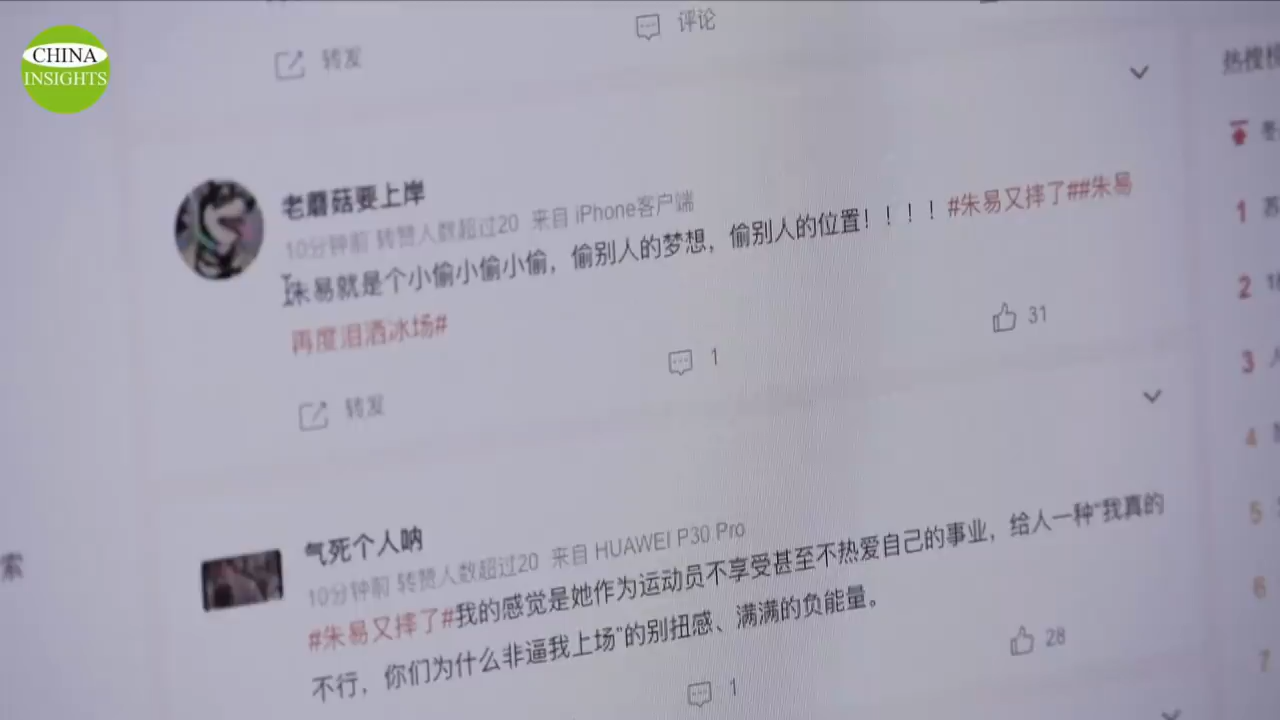 CHINA
INSIGHTS
评论
转发
热搜
老蘑菇要上岸
10分钟前 转赞人数超过20 来自 iPhone客户端
朱易就是个小偷小偷小偷，偷别人的梦想，偷别人的位置！！！！#朱易又摔了##朱易
再度泪洒冰场#
31
1
转发
1
2
3
4
5
6
7
索
气死个人呐
10分钟前 转赞人数超过20 来自 HUAWEI P30 Pro
#朱易又摔了#我的感觉是她作为运动员不享受甚至不热爱自己的事业，给人一种“我真的
不行，你们为什么非逼我上场”的别扭感、满满的负能量。
28
1